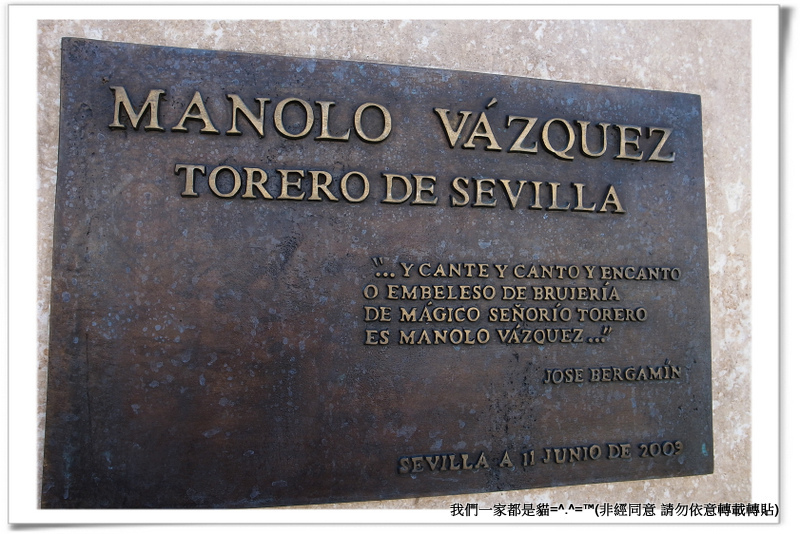 MANOLO VÁZQUEZ
TORERO DE SEVILLA
"... Y CANTE Y CANTO Y ENCANTO
O EMBELESO DE BRUJERÍA
DE MÁGICO SEÑORÍO TORERO
ES MANOLO VÁZQUEZ ..."
JOSE BERGAMÍN
SEVILLA A 11 JUNIO DE 2009
我們一家都是貓=^.^=™(非經同意 請勿依意轉載轉貼)